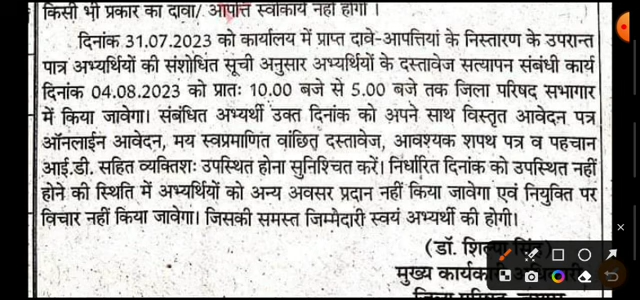 किसी भी प्रकार का दावा/ आपत्ति स्वीकार्य नहीं होगी ।
दिनांक 31.07.2023 को कार्यालय में प्राप्त दावे-आपत्तियां के निस्तारण के उपरान्त
पात्र अभ्यर्थियों की संशोधित सूची अनुसार अभ्यर्थियों के दस्तावेज सत्यापन संबंधी कार्य
दिनांक 04.08.2023 को प्रातः 10.00 बजे से 5.00 बजे तक जिला परिषद सभागार
में किया जावेगा। संबंधित अभ्यर्थी उक्त दिनांक को अपने साथ विस्तृत आवेदन पत्र
ऑनलाईन आवेदन, मय स्वप्रमाणित वांछित दस्तावेज, आवश्यक शपथ पत्र व पहचान
आई.डी. सहित व्यक्तिशः उपस्थित होना सुनिश्चित करें। निर्धारित दिनांक को उपस्थित नहीं
होने की स्थिति में अभ्यर्थियों को अन्य अवसर प्रदान नहीं किया जावेगा एवं नियुक्ति पर
विचार नहीं किया जावेगा। जिसकी समस्त जिम्मेदारी स्वयं अभ्यर्थी की होगी।
(डॉ. शिल्पा सिंह)
मुख्य कार्यकारी
जिला परिषद